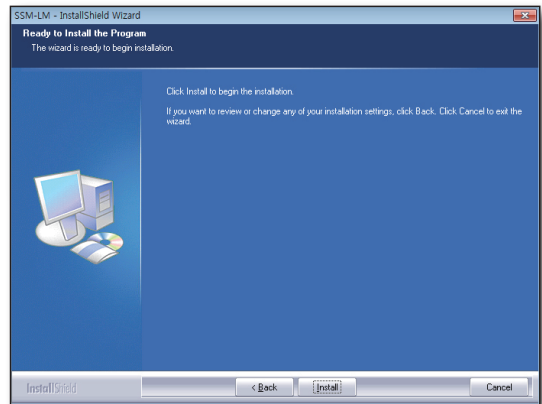 SSM-LM - InstallShield Wizard
Ready to Install the Program
The wizard is ready to begin installation.
Click Install to begin the installation.
If you want to review or change any of your installation settings, click Back. Click Cancel to exit the
wizard.
InstallShield
< Back
Install
Cancel